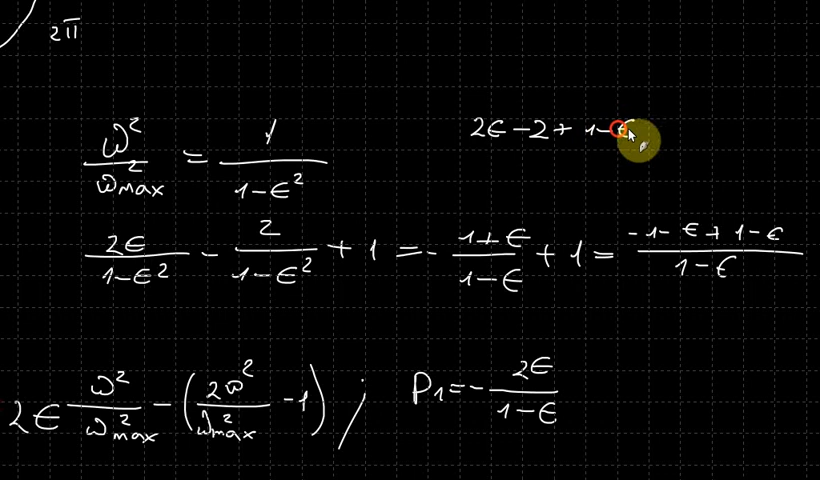 2π
ω²/ω²max = 1/(1-ϵ²)
2ϵ - 2 + 1-ϵ
2ϵ/(1-ϵ²) - 2/(1-ϵ²) + 1 = - (1+ϵ)/(1-ϵ) + 1 = (-1-ϵ+1-ϵ)/(1-ϵ)
2ϵ ω²/ω²max - (2ω²/ω²max - 1) ; P1 = - 2ϵ/(1-ϵ)